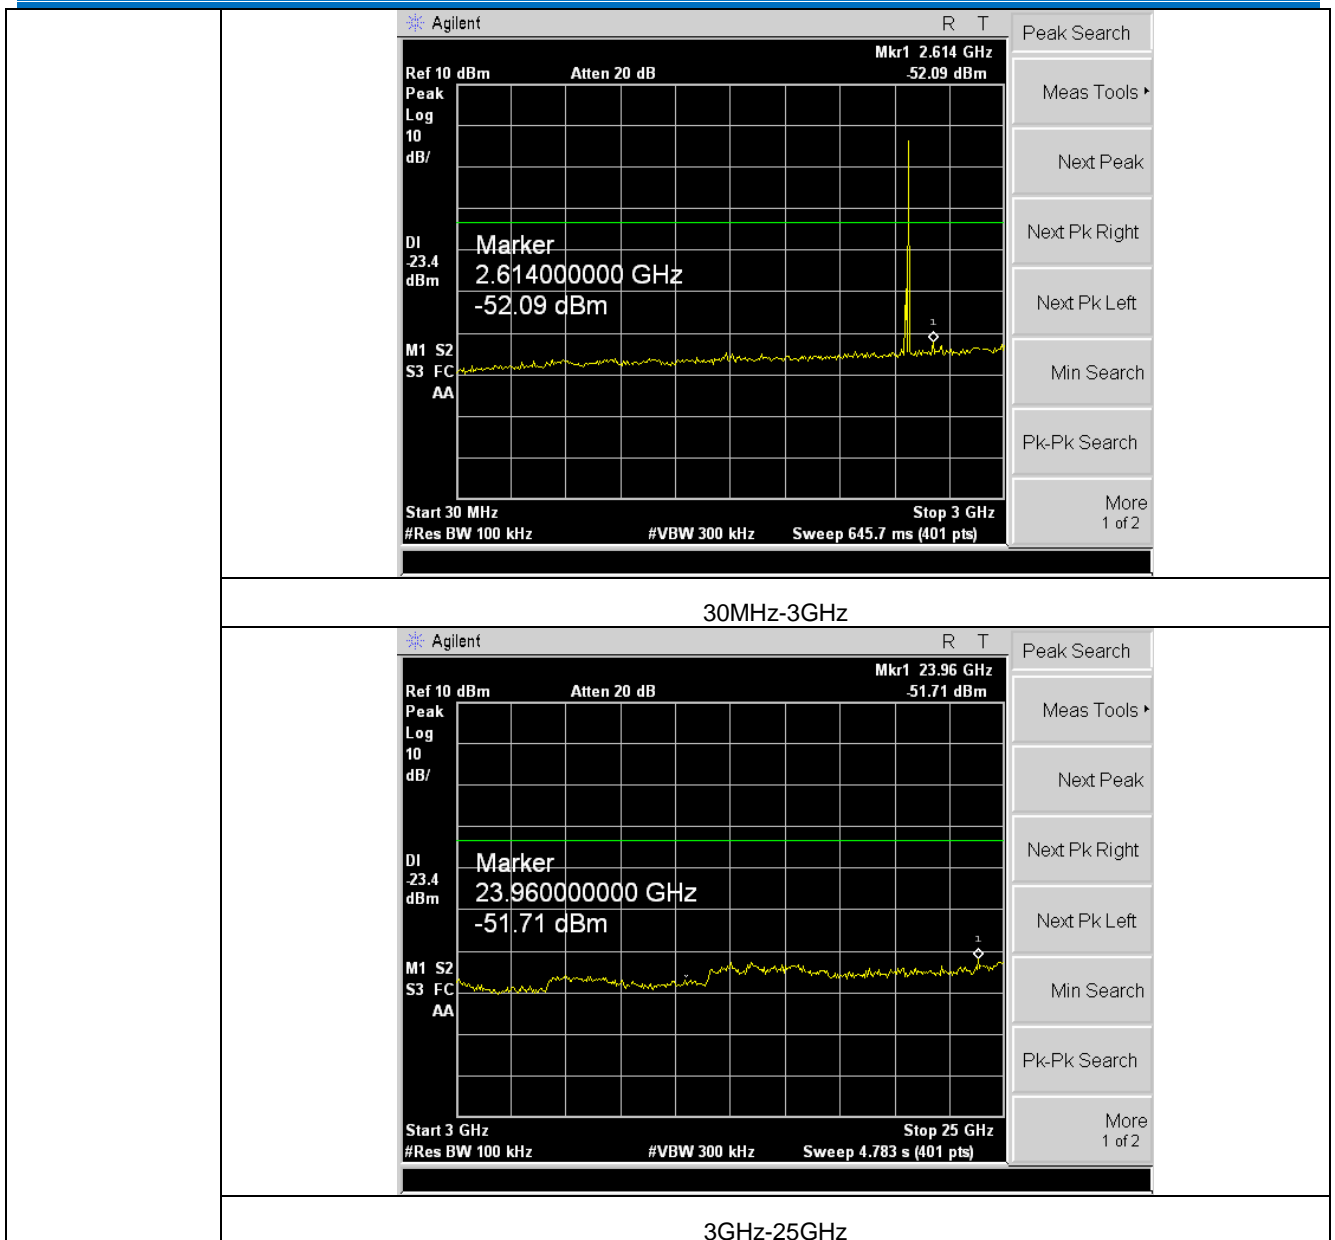 Agilent R T
Peak Search
Mkr1 2.614 GHz
Ref 10 dBm Atten 20 dB -52.09 dBm
Peak
Log
10
dB/
Meas Tools
Next Peak
Next Pk Right
DI
-23.4
dBm
Marker
2.614000000 GHz
-52.09 dBm
Next Pk Left
1
M1 S2
S3 FC
AA
Min Search
Pk-Pk Search
More
1 of 2
Start 30 MHz Stop 3 GHz
#Res BW 100 kHz #VBW 300 kHz Sweep 645.7 ms (401 pts)
30MHz-3GHz
Agilent R T
Peak Search
Mkr1 23.96 GHz
Ref 10 dBm Atten 20 dB -51.71 dBm
Peak
Log
10
dB/
Meas Tools
Next Peak
Next Pk Right
DI
-23.4
dBm
Marker
23.960000000 GHz
-51.71 dBm
Next Pk Left
1
M1 S2
S3 FC
AA
Min Search
Pk-Pk Search
More
1 of 2
Start 3 GHz Stop 25 GHz
#Res BW 100 kHz #VBW 300 kHz Sweep 4.783 s (401 pts)
3GHz-25GHz